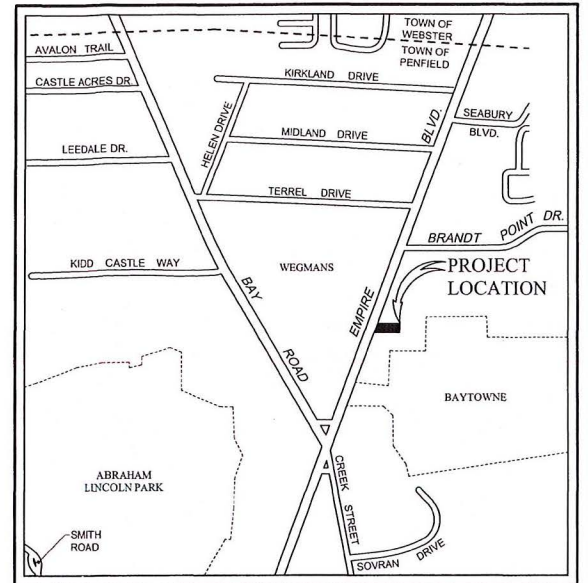 TOWN OF
WEBSTER
TOWN OF
PENFIELD
AVALON TRAIL
CASTLE ACRES DR.
KIRKLAND DRIVE
SEABURY
BLVD.
HELEN DRIVE
MIDLAND DRIVE
BLVD.
LEEDALE DR.
TERREL DRIVE
BRANDT POINT DR.
KIDD CASTLE WAY
WEGMANS
PROJECT
LOCATION
BAY
ROAD
EMPIRE
BAYTOWNE
ABRAHAM
LINCOLN PARK
CREEK
STREET
SMITH
ROAD
SOVRAN DRIVE